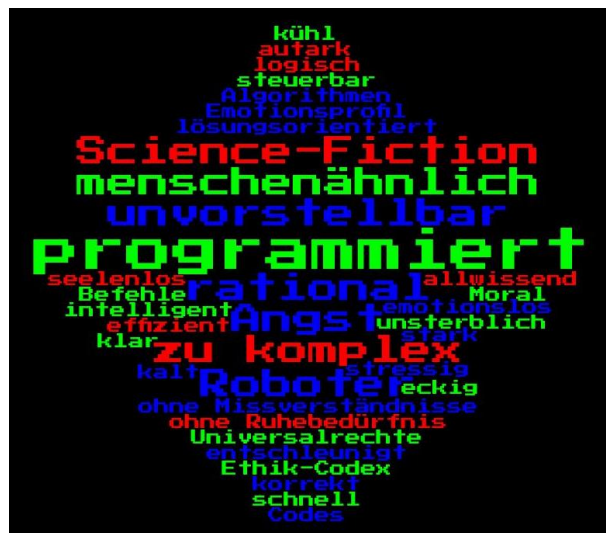 kühl
autark
logisch
steuerbar
Algorithmen
Emotionsprofil
lösungsorientiert
Science-Fiction
menschenähnlich
unvorstellbar
programmiert
seelenlos rational allwissend
Befehle Moral
intelligent Angst emotionslos
effizient unsterblich
klar zu komplex stark
kalt stressig
Roboter eckig
ohne Missverständnisse
ohne Ruhebedürfnis
Universalrechte
entschleunigt
Ethik-Codex
korrekt
schnell
Codes